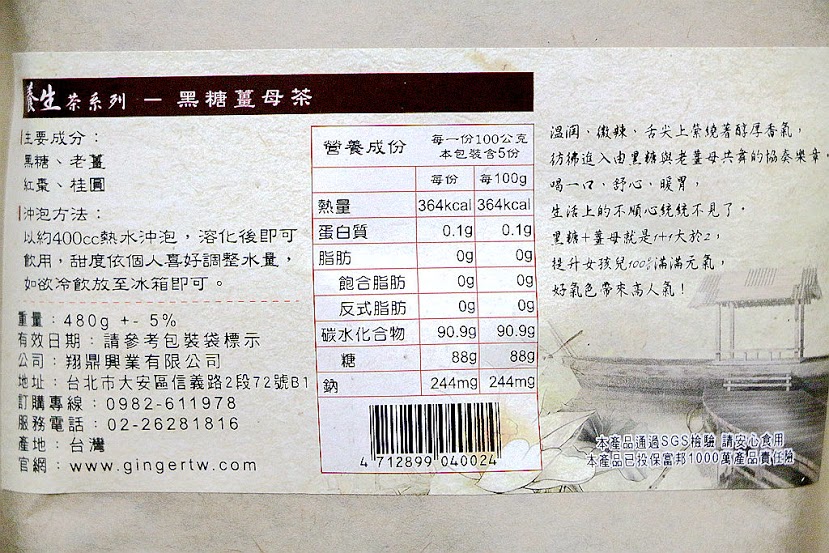 養生 茶系列 — 黑糖薑母茶
主要成分：
黑糖、老薑
紅棗、桂圓
沖泡方法：
以約400cc熱水沖泡，溶化後即可
飲用，甜度依個人喜好調整水量，
如欲冷飲放至冰箱即可。
重量：480g +- 5%
有效日期：請參考包裝袋標示
公司：翔鼎興業有限公司
地址：台北市大安區信義路2段72號B1
訂購專線：0982-611978
服務電話：02-26281816
產地：台灣
官網：www.gingertw.com
營養成份 每一份100公克
本包裝含5份
每份 每100g
熱量 364kcal 364kcal
蛋白質 0.1g 0.1g
脂肪 0g 0g
飽合脂肪 0g 0g
反式脂肪 0g 0g
碳水化合物 90.9g 90.9g
糖 88g 88g
鈉 244mg 244mg
4 712899 040024
溫潤、微辣、舌尖上縈繞著醇厚香氣，
彷彿進入由黑糖與老薑母共舞的協奏樂章。
喝一口、舒心、暖胃，
生活上的不順心統統不見了。
黑糖+薑母就是1+1大於2，
提升女孩兒100%滿滿元氣，
好氣色帶來高人氣！
本產品通過SGS檢驗 請安心食用
本產品已投保富邦1000萬產品責任險